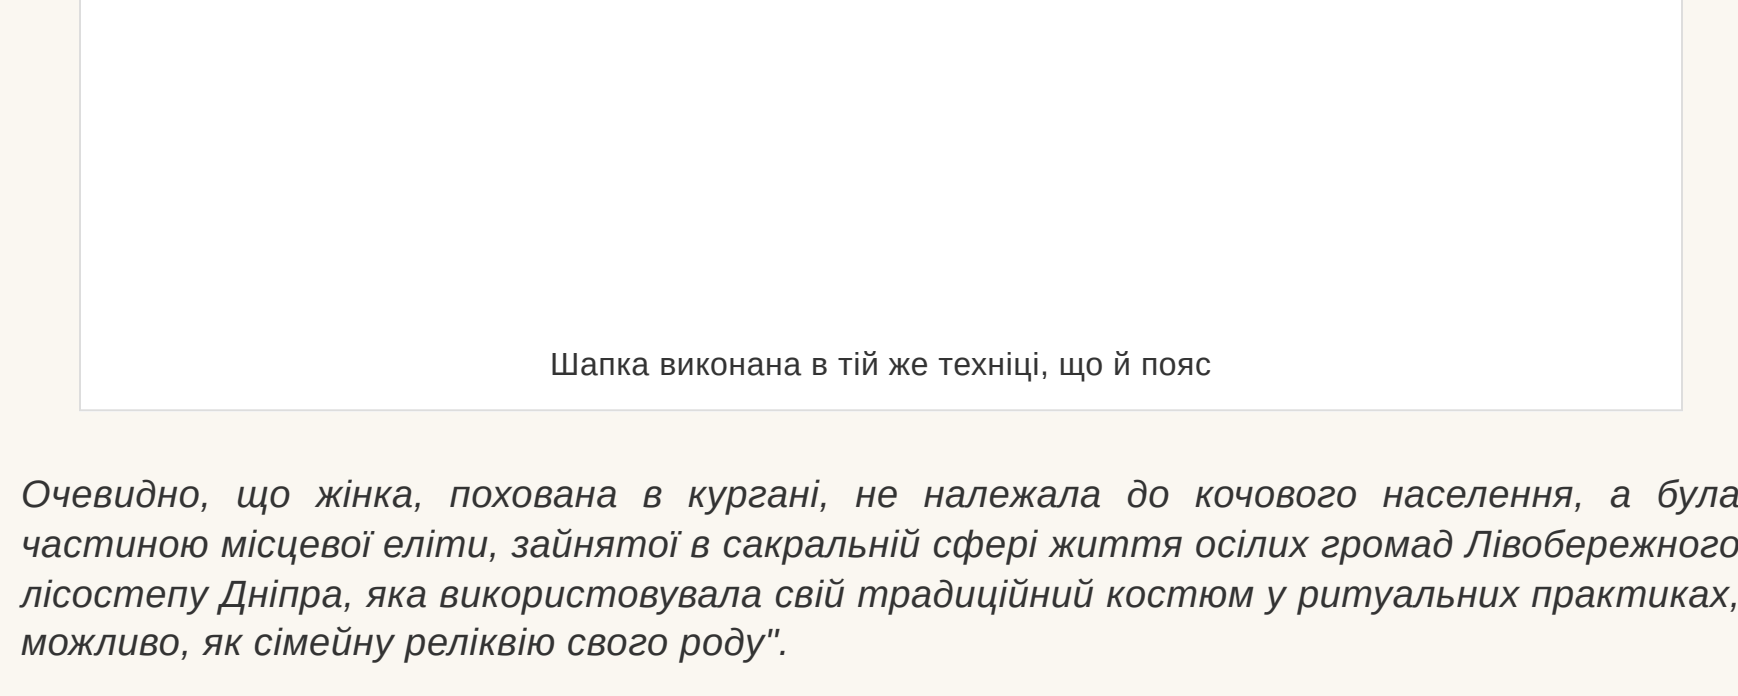 Шапка виконана в тій же техніці, що й пояс
Очевидно, що жінка, похована в кургані, не належала до кочового населення, а була
частиною місцевої еліти, зайнятої в сакральній сфері життя осілих громад Лівобережного
лісостепу Дніпра, яка використовувала свій традиційний костюм у ритуальних практиках,
можливо, як сімейну реліквію свого роду".